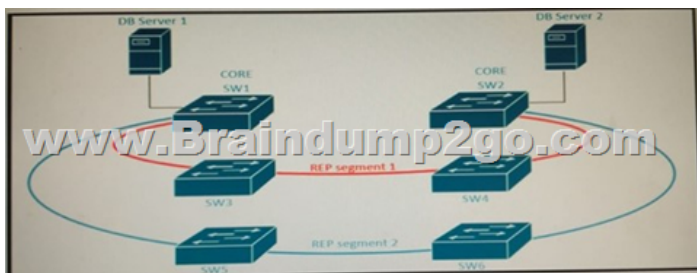 DB Server 1
DB Server 2
CORE
SW1
CORE
SW2
www.Braindump2go.com
REP segment 1
SW3
SW4
REP segment 2
SW5
SW6